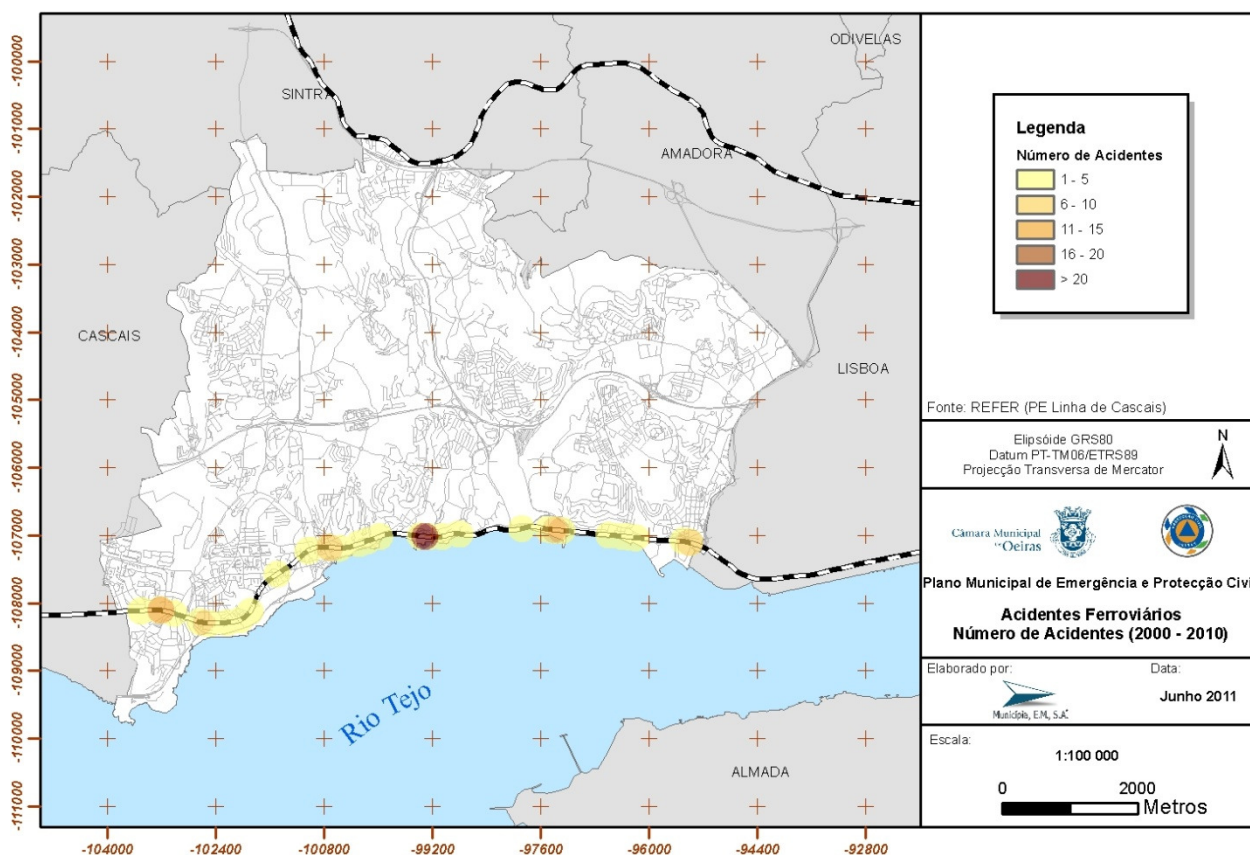 ODIVELAS
SINTRA
AMADORA
CASCAIS
LISBOA
Rio Tejo
ALMADA
-100000
-101000
-102000
-103000
-104000
-105000
-106000
-107000
-108000
-109000
-110000
-111000
-104000
-102400
-100800
-99200
-97600
-96000
-94400
-92800
Legenda
Número de Acidentes
1 - 5
6 - 10
11 - 15
16 - 20
> 20
Fonte: REFER (PE Linha de Cascais)
Elipsóide GRS80
Datum PT-TM06/ETRS89
Projecção Transversa de Mercator
N
Câmara Municipal
de Oeiras
Plano Municipal de Emergência e Protecção Civi
Acidentes Ferroviários
Número de Acidentes (2000 - 2010)
Elaborado por:
Municípia, E.M., S.A.
Data:
Junho 2011
Escala:
1:100 000
0 2000
Metros